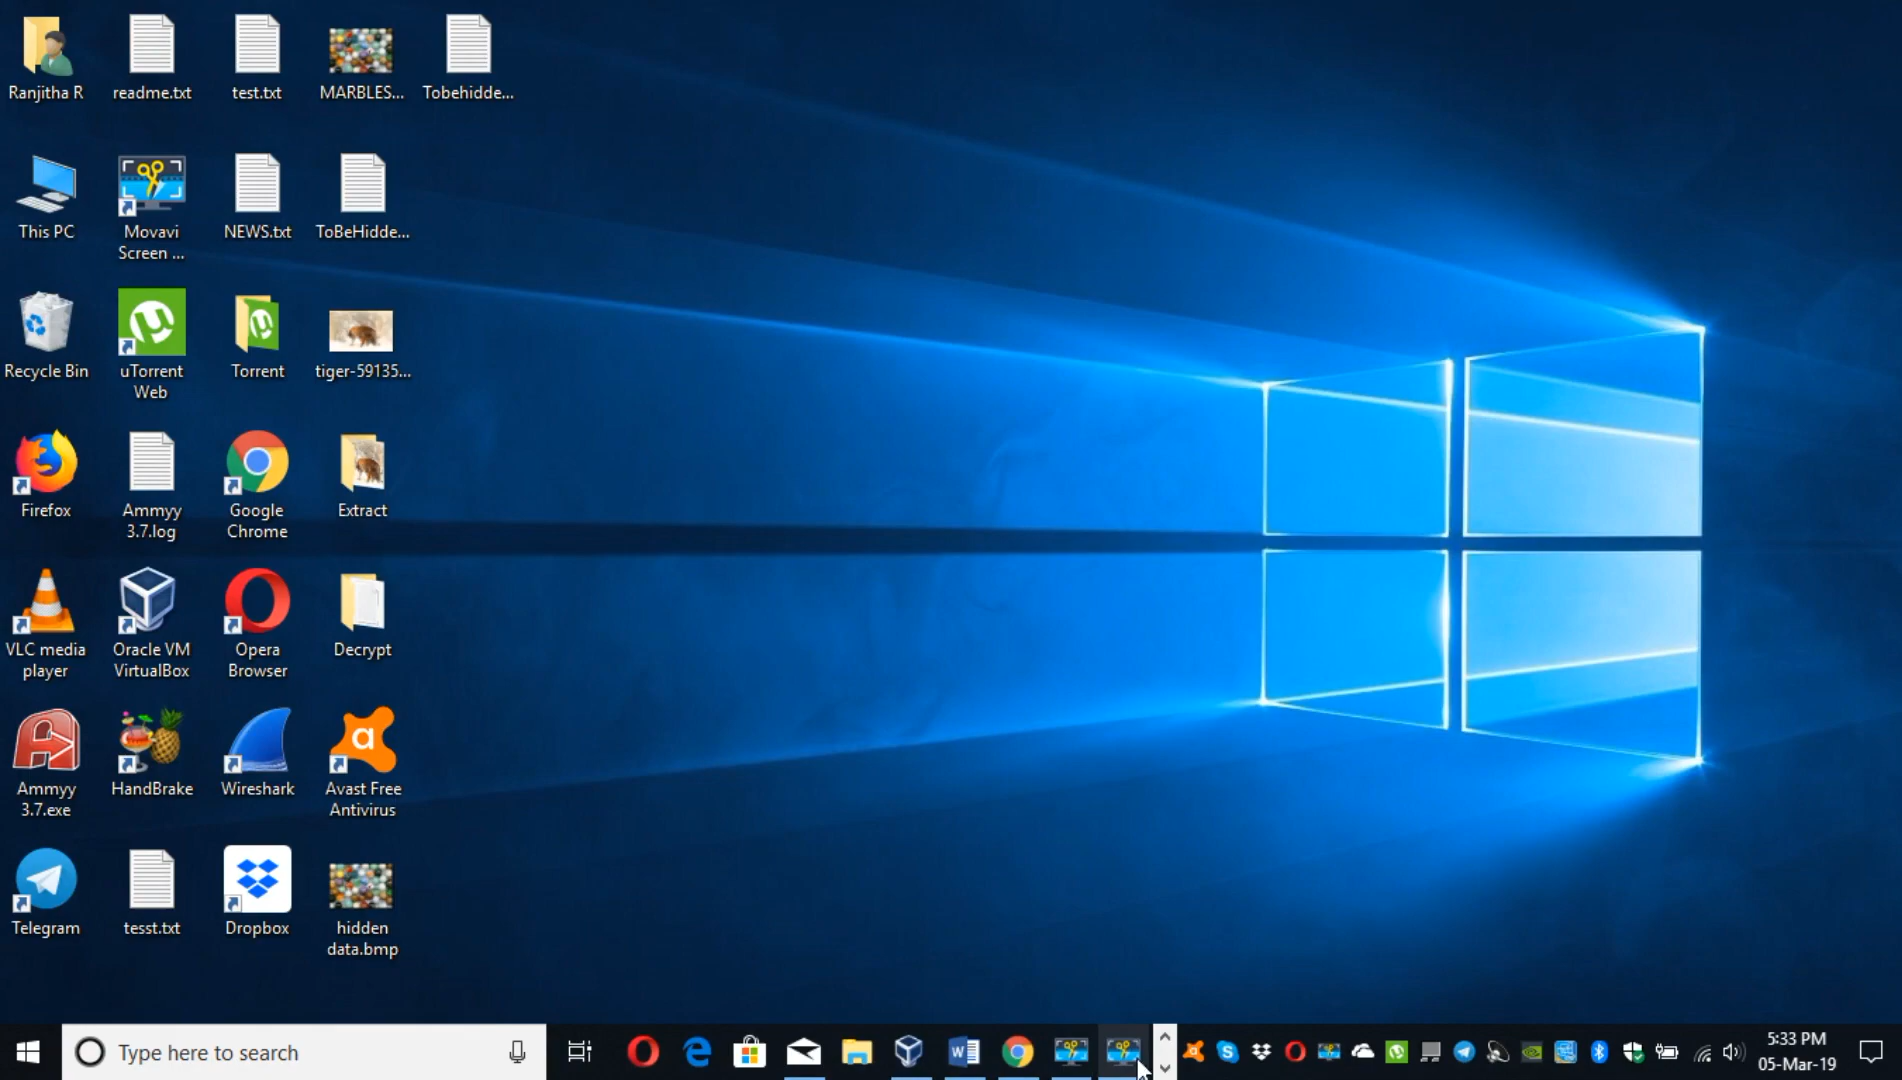 Ranjitha R
readme.txt
test.txt
MARBLES...
Tobehidde...
This PC
Movavi
Screen ...
NEWS.txt
ToBeHidde...
Recycle Bin
uTorrent
Web
Torrent
tiger-59135...
Firefox
Ammyy
3.7.log
Google
Chrome
Extract
VLC media
player
Oracle VM
VirtualBox
Opera
Browser
Decrypt
Ammyy
3.7.exe
HandBrake
Wireshark
Avast Free
Antivirus
Telegram
tesst.txt
Dropbox
hidden
data.bmp
Type here to search
5:33 PM
05-Mar-19